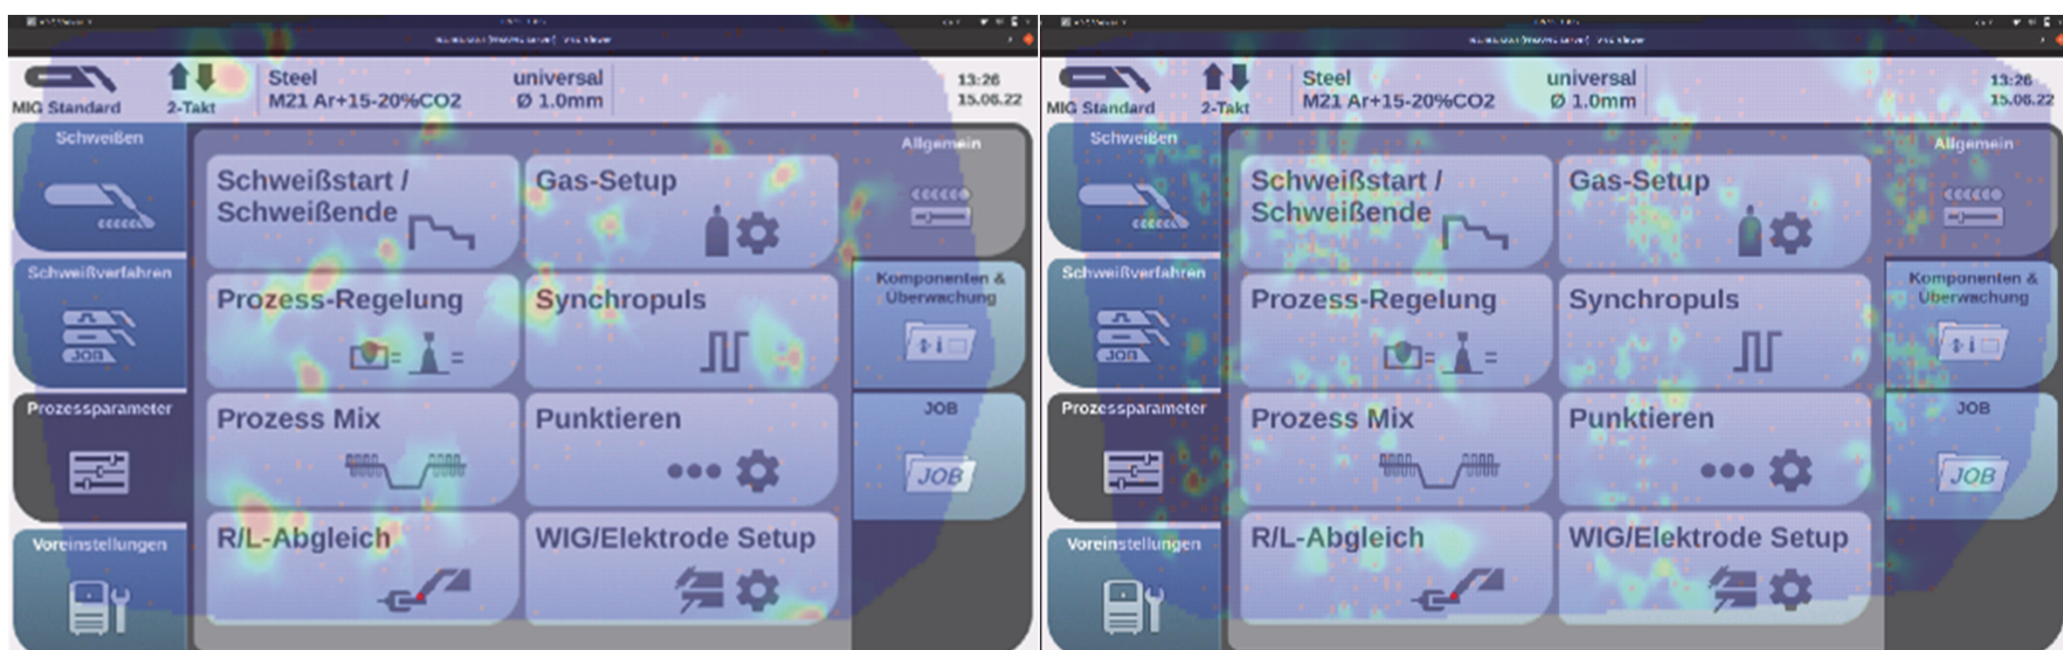 Steel
universal
13:26
MIG Standard
2-Takt
M21 Ar+15-20%CO2
Ø 1.0mm
15.06.22
Schweißen
Schweißverfahren
JOB
Prozessparameter
Voreinstellungen
Schweißstart /
Schweißende
Gas-Setup
Prozess-Regelung
Synchropuls
Prozess Mix
Punktieren
R/L-Abgleich
WIG/Elektrode Setup
Allgemein
Komponenten &
Überwachung
JOB
JOB
Steel
universal
13:26
MIG Standard
2-Takt
M21 Ar+15-20%CO2
Ø 1.0mm
15.06.22
Schweißen
Schweißverfahren
JOB
Prozessparameter
Voreinstellungen
Schweißstart /
Schweißende
Gas-Setup
Prozess-Regelung
Synchropuls
Prozess Mix
Punktieren
R/L-Abgleich
WIG/Elektrode Setup
Allgemein
Komponenten &
Überwachung
JOB
JOB